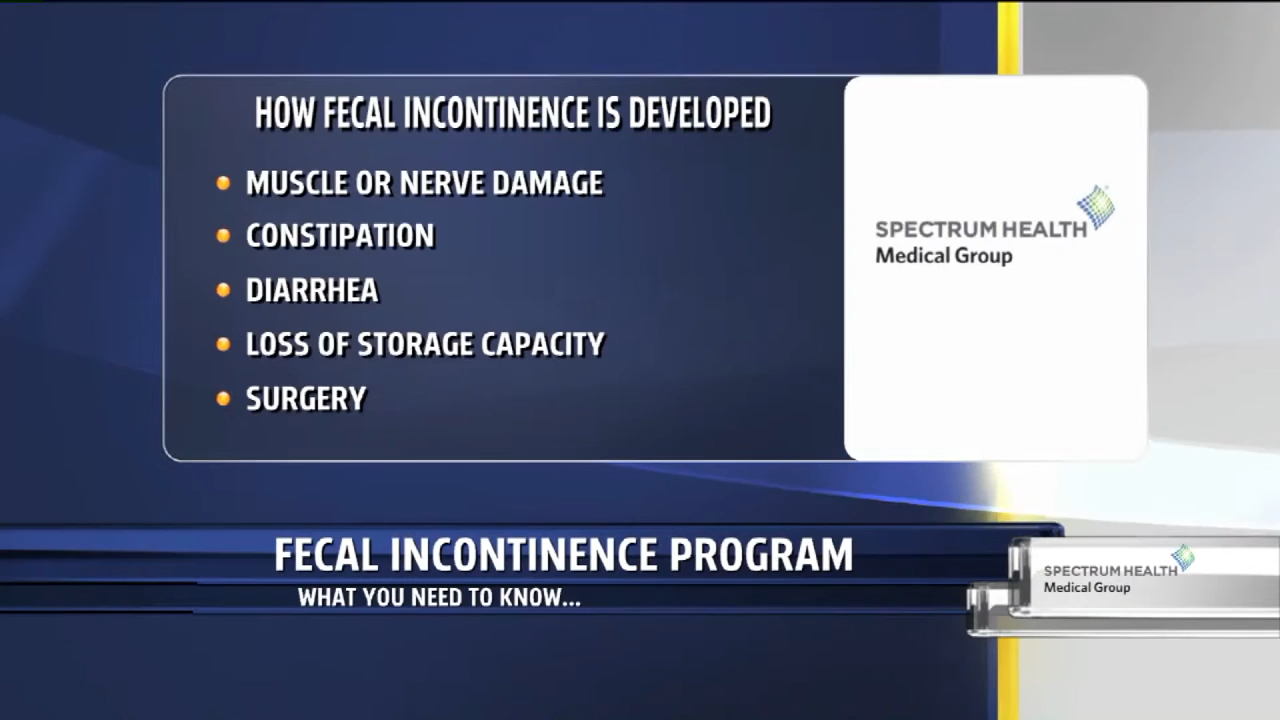 HOW FECAL INCONTINENCE IS DEVELOPED
MUSCLE OR NERVE DAMAGE
CONSTIPATION
DIARRHEA
LOSS OF STORAGE CAPACITY
SURGERY
SPECTRUM HEALTH
Medical Group
FECAL INCONTINENCE PROGRAM
WHAT YOU NEED TO KNOW...
SPECTRUM HEALTH
Medical Group